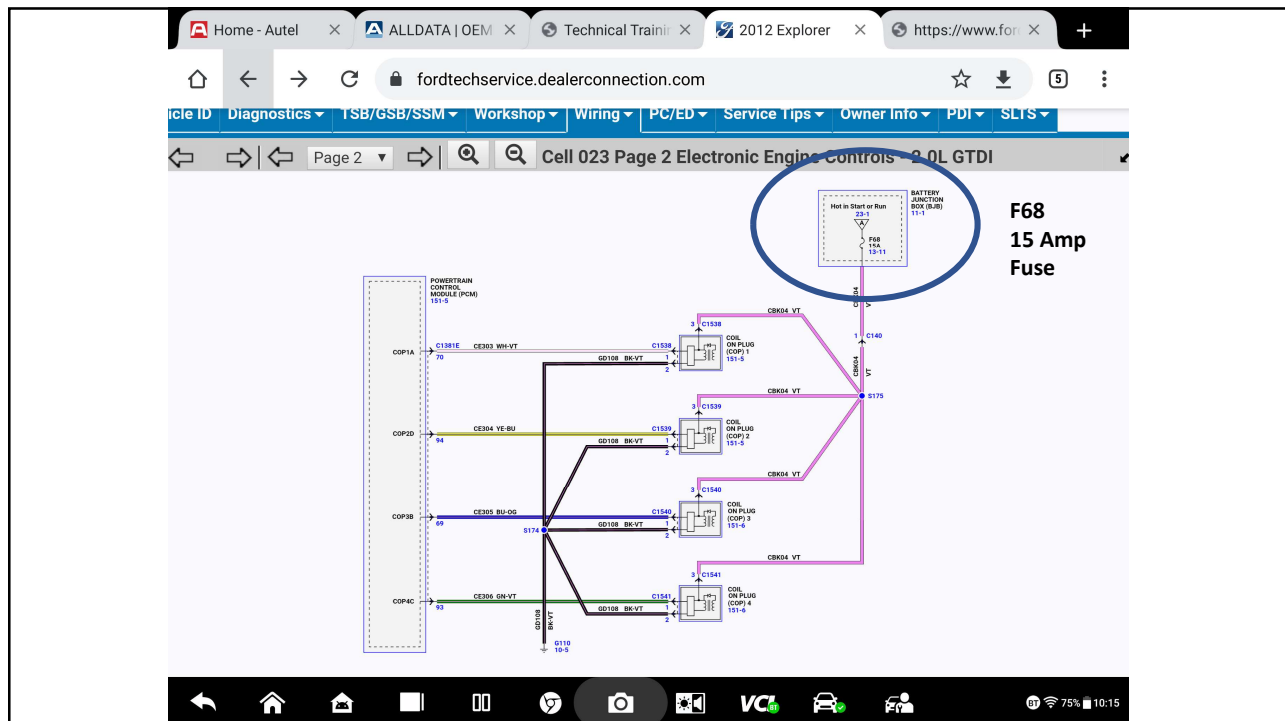 Home - Autel
ALLDATA | OEM
Technical Trainin
2012 Explorer
https://www.for
fordtechservice.dealerconnection.com
5
icle ID Diagnostics TSB/GSB/SSM Workshop Wiring PC/ED Service Tips Owner Info PDI SLTS
Page 2
Cell 023 Page 2 Electronic Engine Controls - 2.0L GTDI
BATTERY
JUNCTION
BOX (BJB)
11-1
Hot in Start or Run
23-1
A
F68
15A
13-11
F68
15 Amp
Fuse
POWERTRAIN
CONTROL
MODULE (PCM)
151-5
CBK04 VT
1 C140
CBK04 VT
S175
CBK04 VT
3 C1538
COP1A
C1381E
70
CE303 WH-VT
C1538
1
GD108 BK-VT
2
COIL
ON PLUG
(COP) 1
151-5
CBK04 VT
3 C1539
COP2D
94
CE304 YE-BU
C1539
1
GD108 BK-VT
2
COIL
ON PLUG
(COP) 2
151-5
CBK04 VT
3 C1540
COP3B
69
CE305 BU-OG
C1540
1
S174
GD108 BK-VT
2
COIL
ON PLUG
(COP) 3
151-6
CBK04 VT
3 C1541
COP4C
93
CE306 GN-VT
C1541
1
GD108 BK-VT
2
COIL
ON PLUG
(COP) 4
151-6
GD108
BK-VT
G110
10-5
VCI
BT
BT 75% 10:15